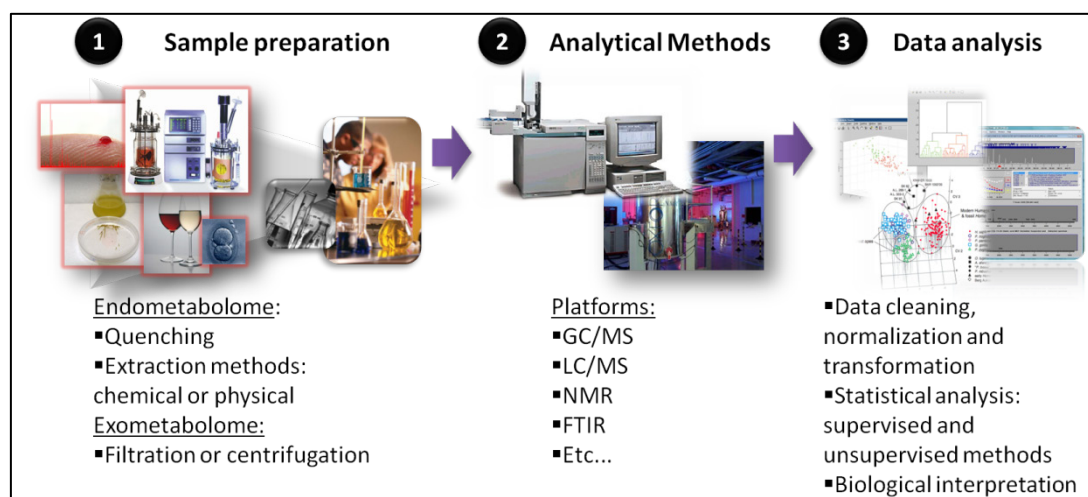 1 Sample preparation
2 Analytical Methods
3 Data analysis
Endometabolome:
▪Quenching
▪Extraction methods:
chemical or physical
Exometabolome:
▪Filtration or centrifugation
Platforms:
▪GC/MS
▪LC/MS
▪NMR
▪FTIR
▪Etc...
▪Data cleaning,
normalization and
transformation
▪Statistical analysis:
supervised and
unsupervised methods
▪Biological interpretation